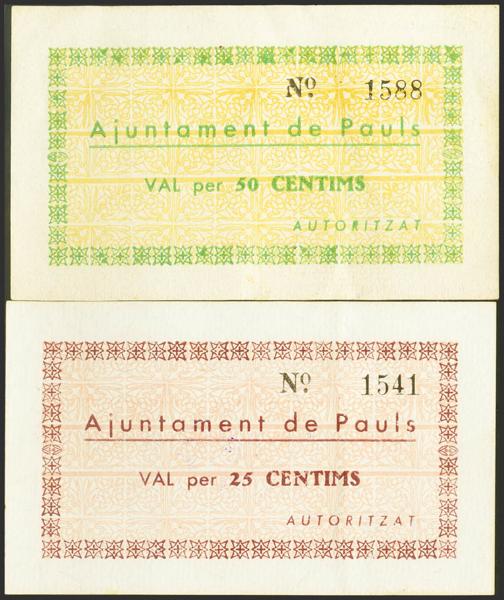 Nº 1588
Ajuntament de Pauls
VAL per 50 CENTIMS
AUTORITZAT
Nº 1541
Ajuntament de Pauls
VAL per 25 CENTIMS
AUTORITZAT